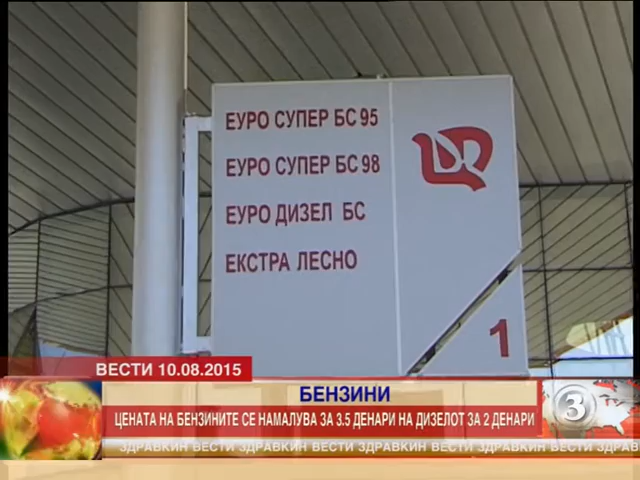 ЕУРО СУПЕР БС 95
ЕУРО СУПЕР БС 98
ЕУРО ДИЗЕЛ БС
ЕКСТРА ЛЕСНО
1
ВЕСТИ 10.08.2015
БЕНЗИНИ
ЦЕНАТА НА БЕНЗИНИТЕ СЕ НАМАЛУВА ЗА 3.5 ДЕНАРИ НА ДИЗЕЛОТ ЗА 2 ДЕНАРИ
3
ЗДРАВКИН ВЕСТИ ЗДРАВКИН ВЕСТИ ЗДРАВКИН ВЕСТИ ЗДРАВКИН ВЕСТИ